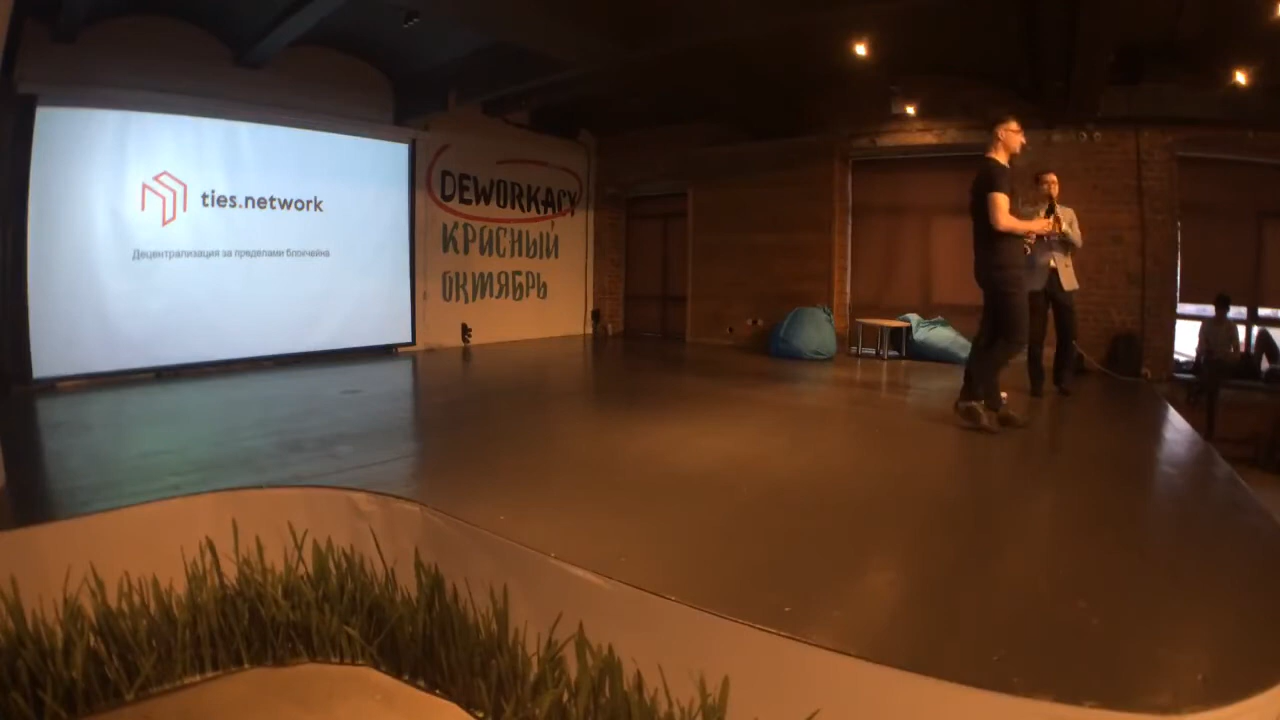 ties.network
Децентрализация за пределами блокчейна
DEWORKACY
КРАСНЫЙ
ОКТЯБРЬ